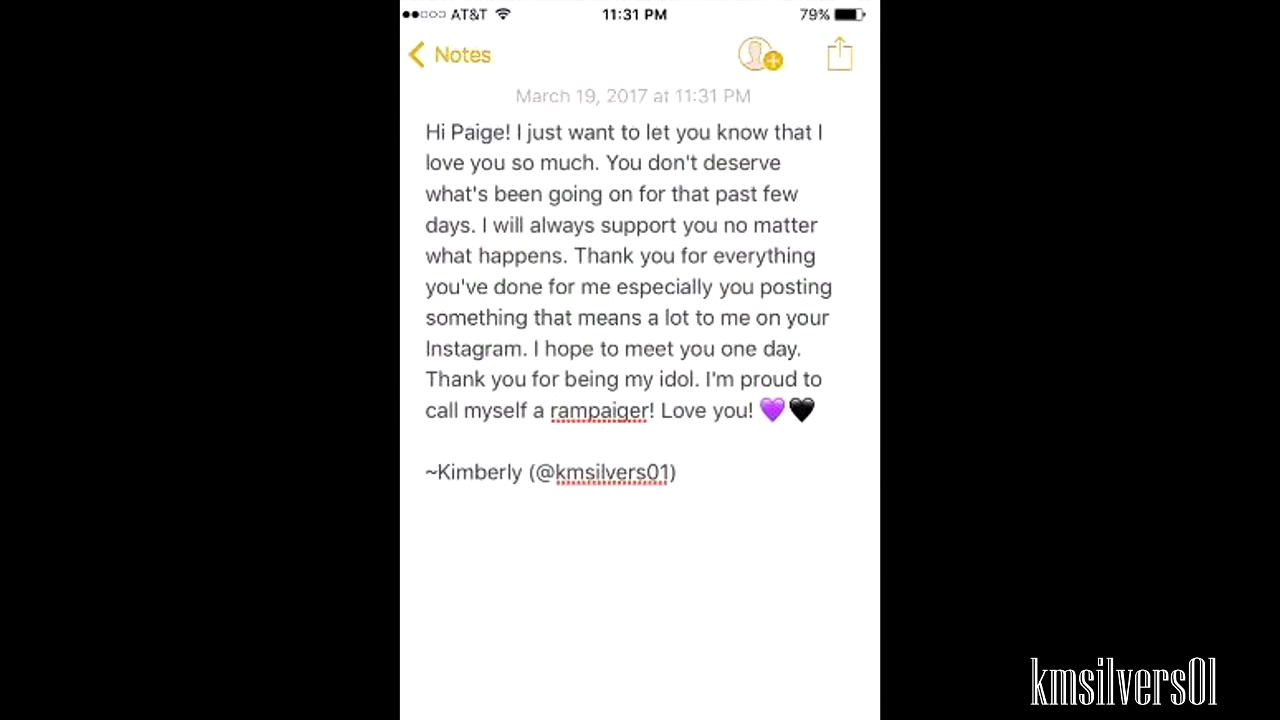 AT&T 11:31 PM 79%
Notes
March 19, 2017 at 11:31 PM
Hi Paige! I just want to let you know that I
love you so much. You don't deserve
what's been going on for that past few
days. I will always support you no matter
what happens. Thank you for everything
you've done for me especially you posting
something that means a lot to me on your
Instagram. I hope to meet you one day.
Thank you for being my idol. I'm proud to
call myself a rampaiger! Love you! 💜🖤
~Kimberly (@kmsilvers01)
kmsilvers01